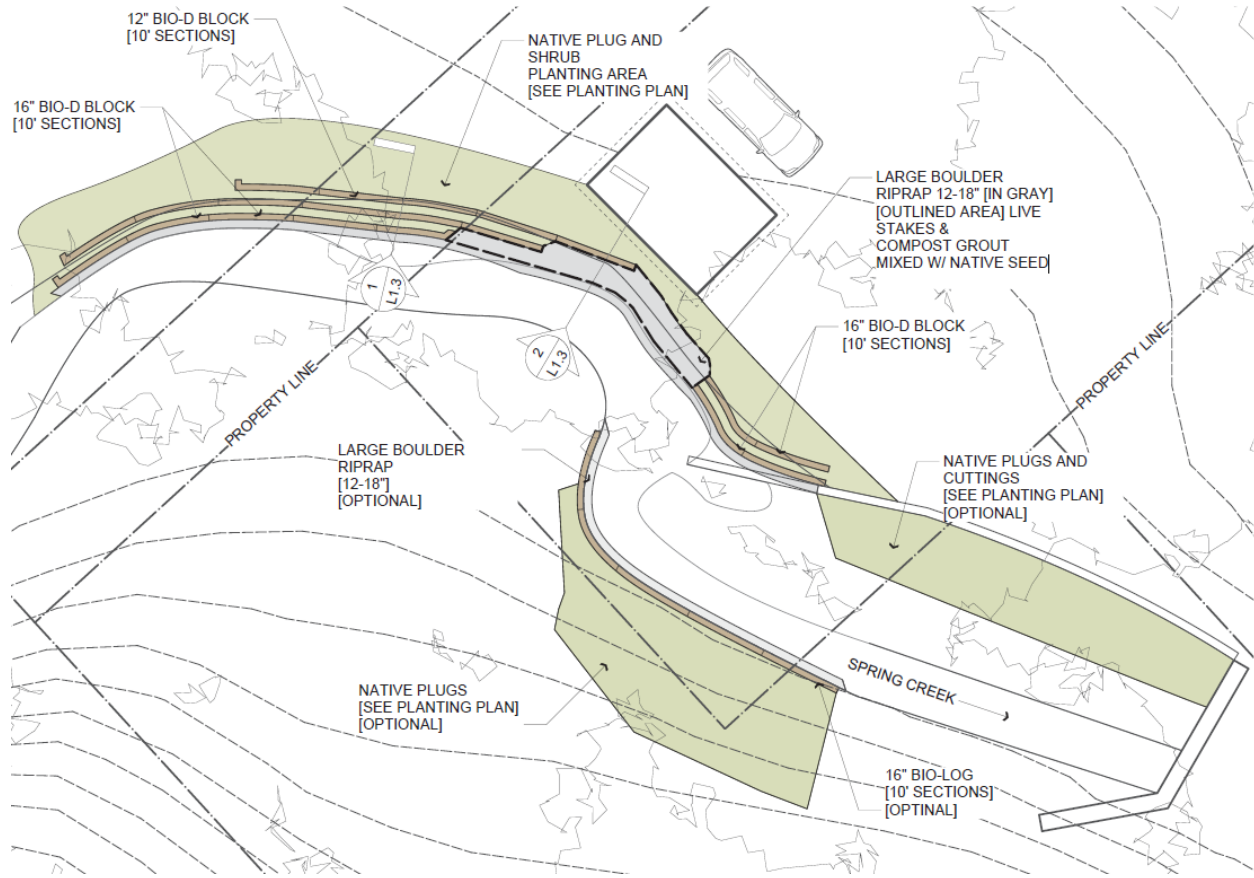 12" BIO-D BLOCK
[10' SECTIONS]
NATIVE PLUG AND
SHRUB
PLANTING AREA
[SEE PLANTING PLAN]
16" BIO-D BLOCK
[10' SECTIONS]
LARGE BOULDER
RIPRAP 12-18" [IN GRAY]
[OUTLINED AREA] LIVE
STAKES &
COMPOST GROUT
MIXED W/ NATIVE SEED
1
L1.3
2
L1.3
16" BIO-D BLOCK
[10' SECTIONS]
PROPERTY LINE
PROPERTY LINE
LARGE BOULDER
RIPRAP
[12-18"]
[OPTIONAL]
NATIVE PLUGS AND
CUTTINGS
[SEE PLANTING PLAN]
[OPTIONAL]
SPRING CREEK
NATIVE PLUGS
[SEE PLANTING PLAN]
[OPTIONAL]
16" BIO-LOG
[10' SECTIONS]
[OPTINAL]